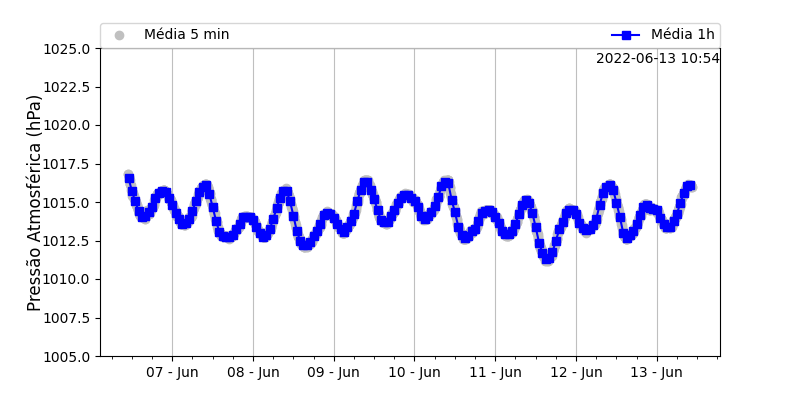 Média 5 min
Média 1h
2022-06-13 10:54
Pressão Atmosférica (hPa)
1025.0
1022.5
1020.0
1017.5
1015.0
1012.5
1010.0
1007.5
1005.0
07 - Jun
08 - Jun
09 - Jun
10 - Jun
11 - Jun
12 - Jun
13 - Jun